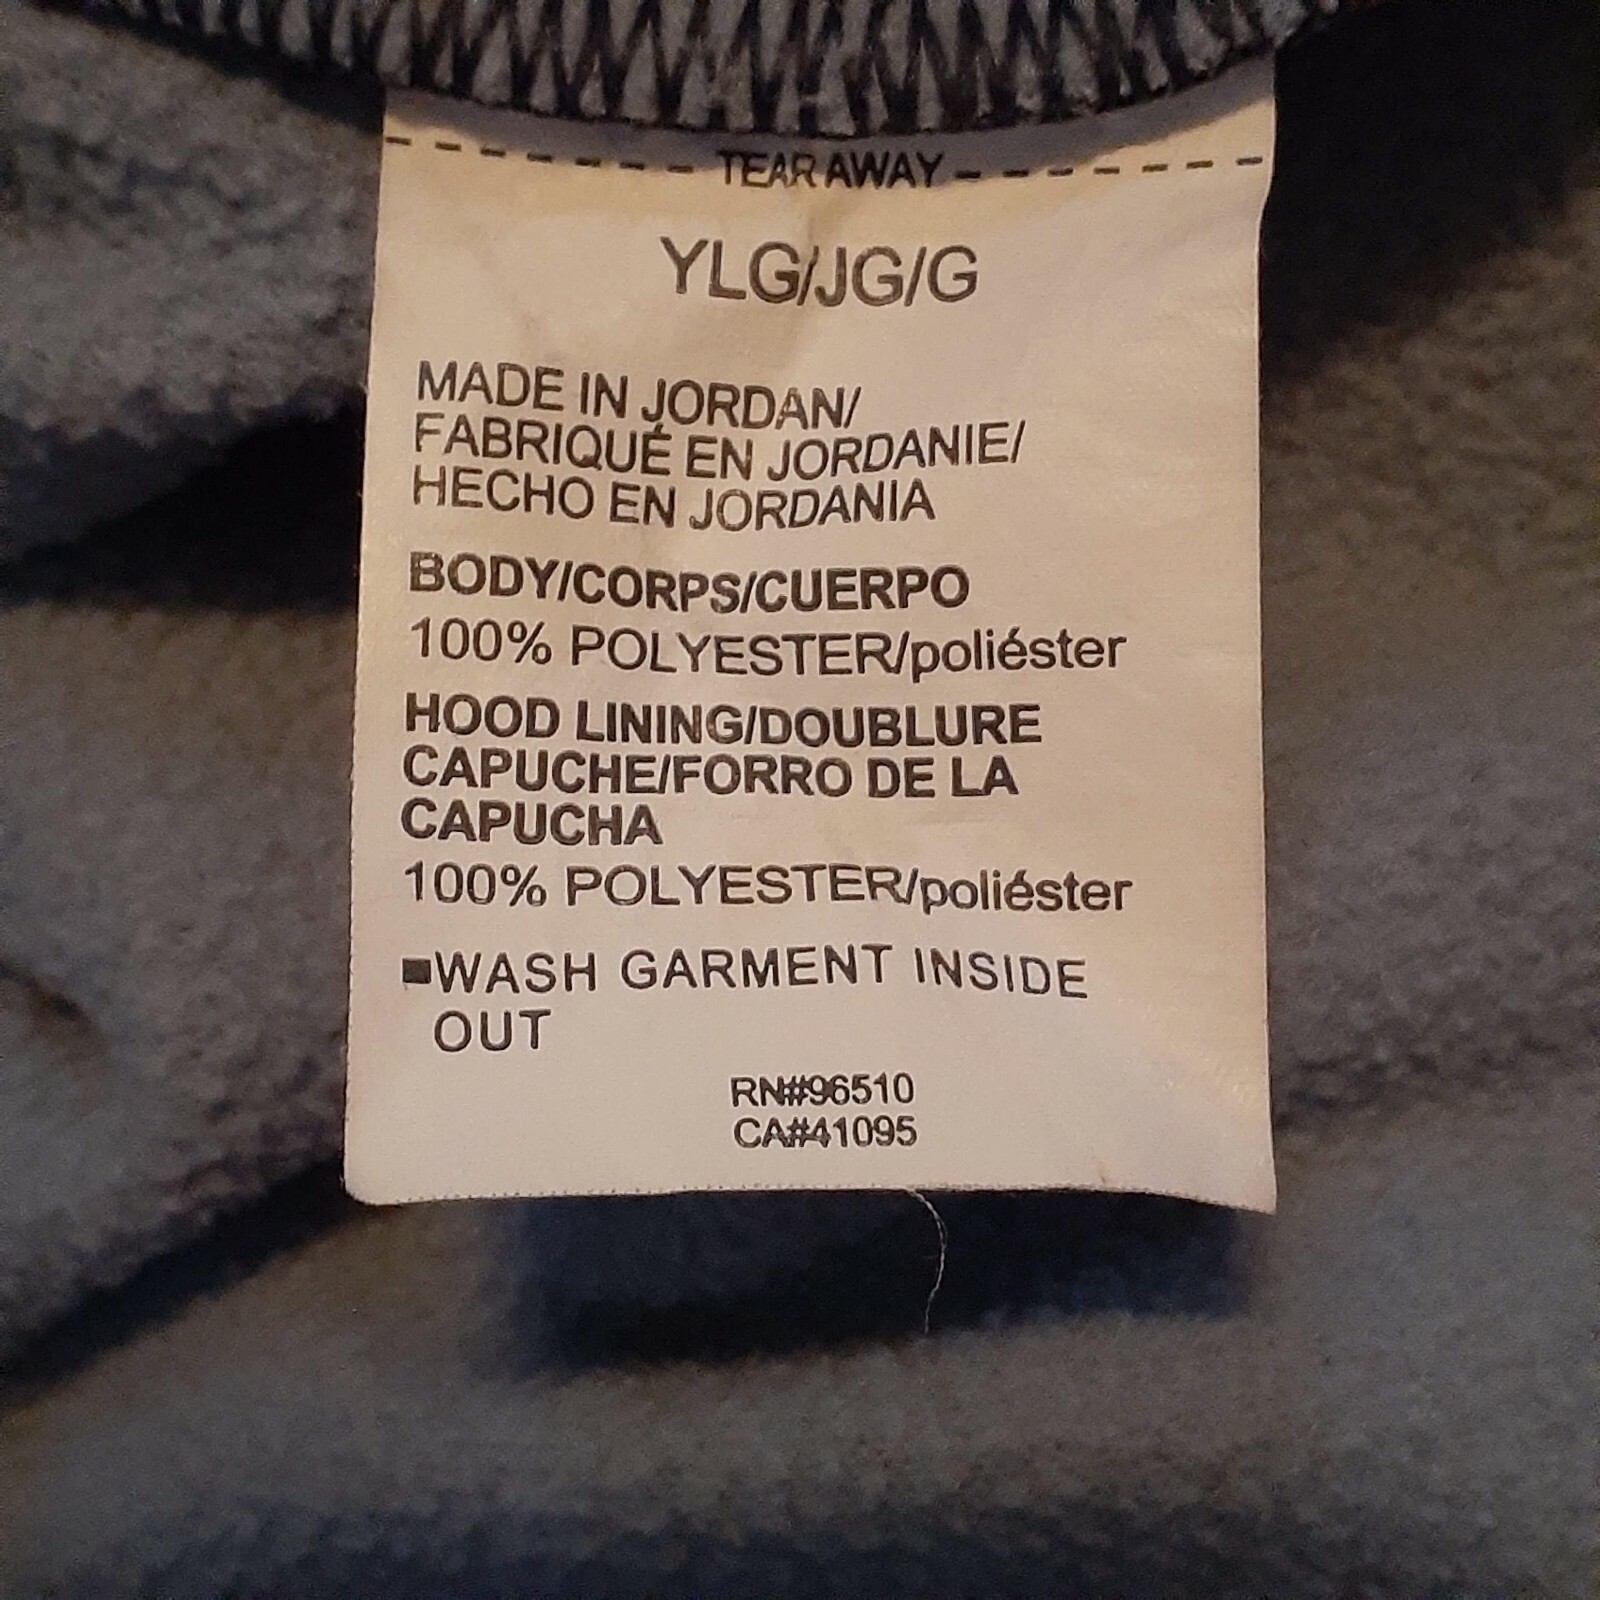 TEAR AWAY
YLG/JG/G
MADE IN JORDAN/
FABRIQUÉ EN JORDANIE/
HECHO EN JORDANIA
BODY/CORPS/CUERPO
100% POLYESTER/poliéster
HOOD LINING/DOUBLURE
CAPUCHE/FORRO DE LA
CAPUCHA
100% POLYESTER/poliéster
■WASH GARMENT INSIDE
OUT
RN#96510
CA#41095